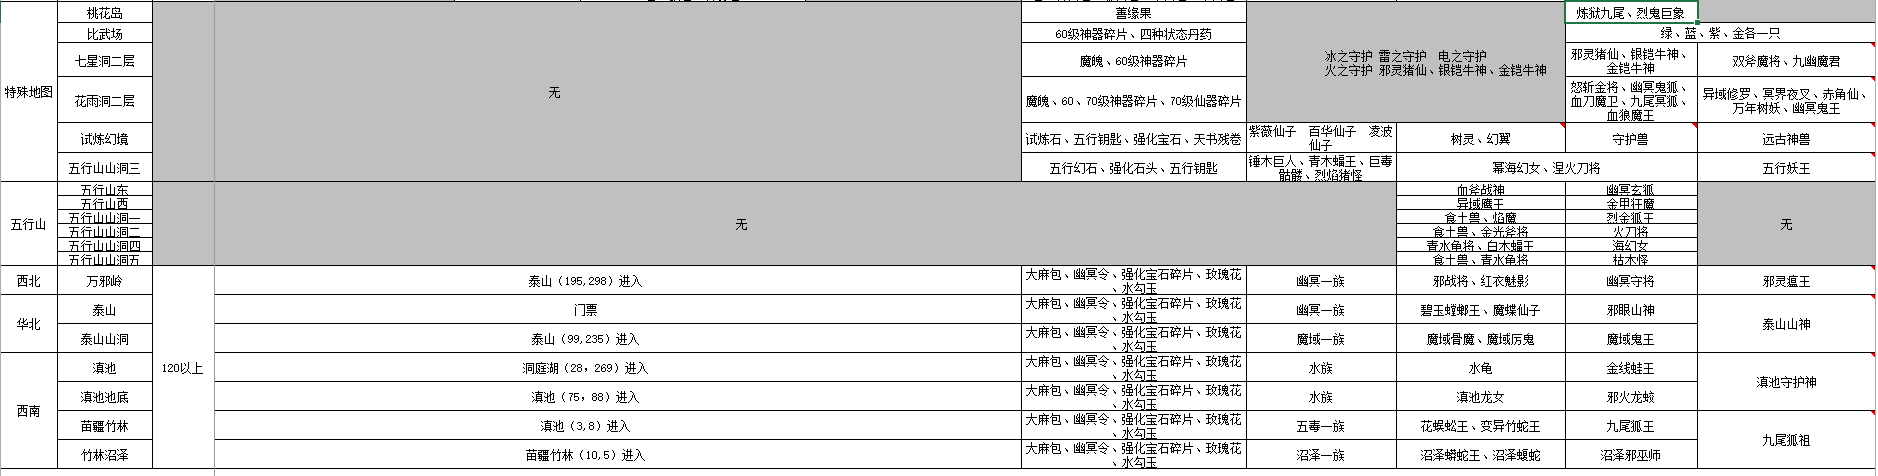 特殊地图
桃花岛
无
善缘果
冰之守护 雷之守护 电之守护
火之守护 邪灵猪仙、银铠牛神、金铠牛神
炼狱九尾、烈鬼巨象
比武场
60级神器碎片、四种状态丹药
绿、蓝、紫、金各一只
七星洞二层
魔魄、60级神器碎片
邪灵猪仙、银铠牛神、
金铠牛神
双斧魔将、九幽魔君
花雨洞二层
魔魄、60、70级神器碎片、70级仙器碎片
怒斩金将、幽冥鬼狐、
血刀魔卫、九尾冥狐、
血狼魔王
异域修罗、冥界夜叉、赤角仙、
万年树妖、幽冥鬼王
试炼幻境
试炼石、五行钥匙、强化宝石、天书残卷
紫薇仙子 百华仙子 凌波
仙子
树灵、幻翼
守护兽
远古神兽
五行山山洞三
五行幻石、强化石头、五行钥匙
锤木巨人、青木蝠王、巨毒
骷髅、烈焰猪怪
幂海幻女、涅火刀将
五行妖王
五行山
五行山东
无
血斧战神
幽冥玄狐
无
五行山西
异域鹰王
金甲狂魔
五行山山洞一
食土兽、焰魔
烈金狐王
五行山山洞二
食土兽、金光斧将
火刀将
五行山山洞四
青水龟将、白木蝠王
海幻女
五行山山洞五
食土兽、青水龟将
枯木怪
西北
万邪岭
120以上
泰山（195,298）进入
大麻包、幽冥令、强化宝石碎片、玫瑰花
、水勾玉
幽冥一族
邪战将、红衣魅影
幽冥守将
邪灵瘟王
华北
泰山
门票
大麻包、幽冥令、强化宝石碎片、玫瑰花
、水勾玉
幽冥一族
碧玉螳螂王、魔蝶仙子
邪眼山神
泰山山神
泰山山洞
泰山（99,235）进入
大麻包、幽冥令、强化宝石碎片、玫瑰花
、水勾玉
魔域一族
魔域骨魔、魔域厉鬼
魔域鬼王
西南
滇池
洞庭湖（28，269）进入
大麻包、幽冥令、强化宝石碎片、玫瑰花
、水勾玉
水族
水龟
金线蛙王
滇池守护神
滇池池底
滇池（75，88）进入
大麻包、幽冥令、强化宝石碎片、玫瑰花
、水勾玉
水族
滇池龙女
邪火龙蛟
苗疆竹林
滇池（3,8）进入
大麻包、幽冥令、强化宝石碎片、玫瑰花
、水勾玉
五毒一族
花蜈蚣王、变异竹蛇王
九尾狐王
九尾狐祖
竹林沼泽
苗疆竹林（10,5）进入
大麻包、幽冥令、强化宝石碎片、玫瑰花
、水勾玉
沼泽一族
沼泽蟒蛇王、沼泽蝘蛇
沼泽邪巫师